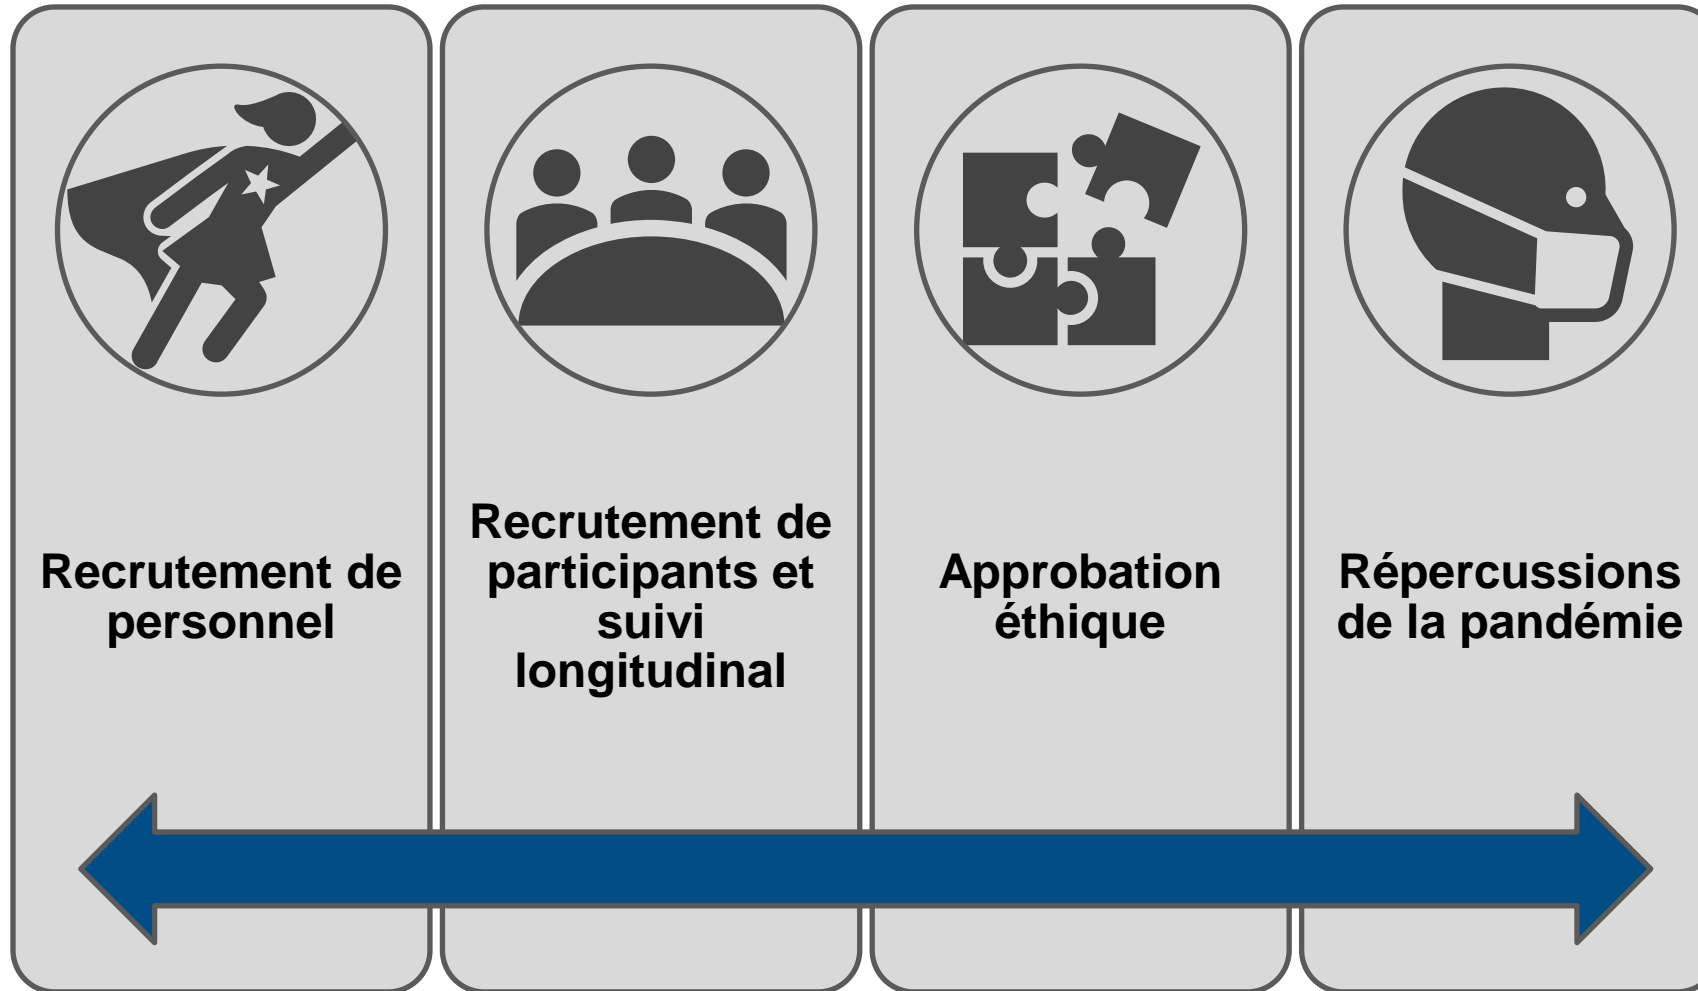 Recrutement de
personnel
Recrutement de
participants et
suivi
longitudinal
Approbation
éthique
Répercussions
de la pandémie